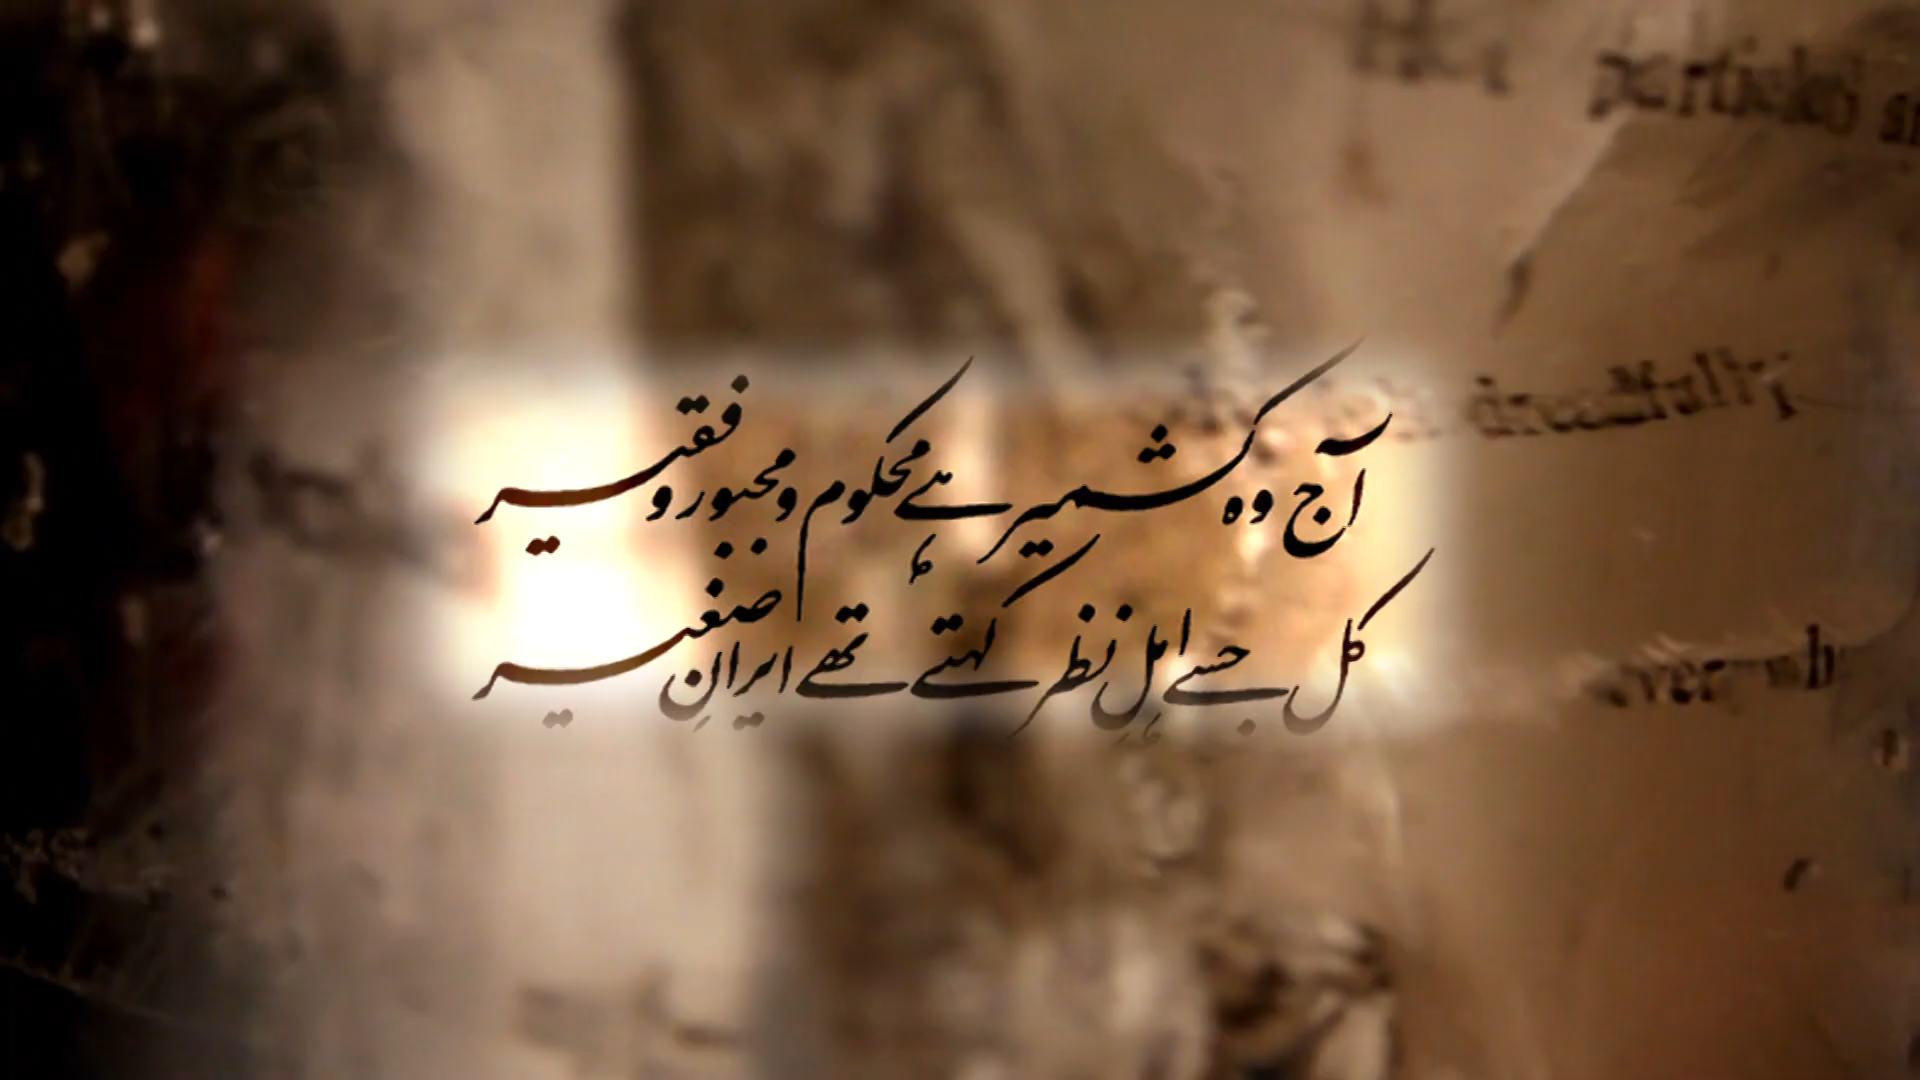 آج وہ کشمیر ہے محکوم و مجبور و فقیر
کل جسے اہلِ نظر کہتے تھے ایرانِ صغیر